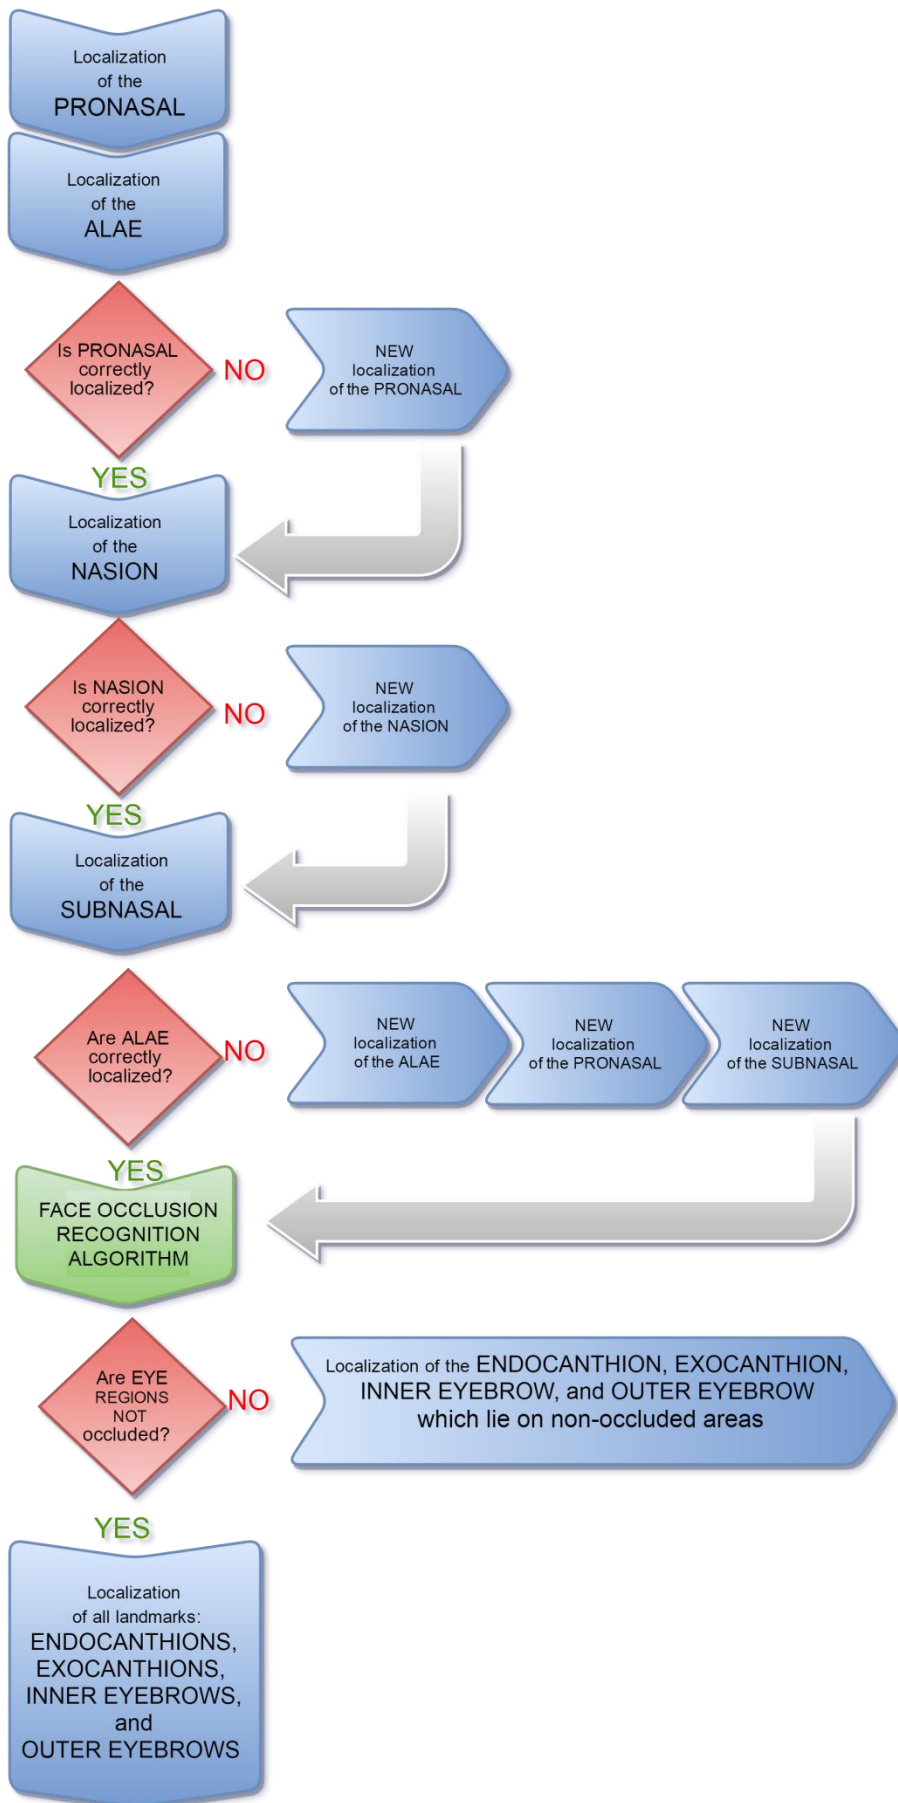 Localization
of the
PRONASAL
Localization
of the
ALAE
Is PRONASAL
correctly
localized?
NO
NEW
localization
of the PRONASAL
YES
Localization
of the
NASION
Is NASION
correctly
localized?
NO
NEW
localization
of the NASION
YES
Localization
of the
SUBNASAL
Are ALAE
correctly
localized?
NO
NEW
localization
of the ALAE
NEW
localization
of the PRONASAL
NEW
localization
of the SUBNASAL
YES
FACE OCCLUSION
RECOGNITION
ALGORITHM
Are EYE
REGIONS
NOT
occluded?
NO
Localization of the ENDOCANTHION, EXOCANTHION,
INNER EYEBROW, and OUTER EYEBROW
which lie on non-occluded areas
YES
Localization
of all landmarks:
ENDOCANTHIONS,
EXOCANTHIONS,
INNER EYEBROWS,
and
OUTER EYEBROWS